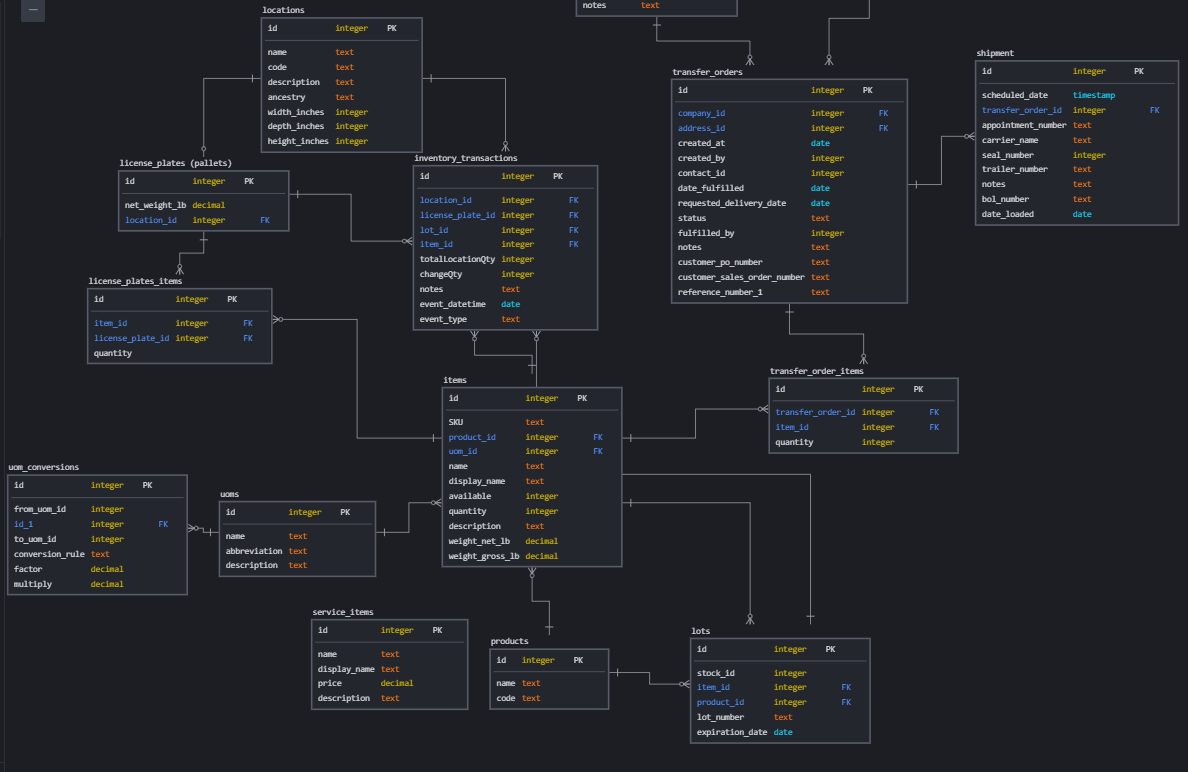 notes text
locations
id integer PK
name text
code text
description text
ancestry text
width_inches integer
depth_inches integer
height_inches integer
transfer_orders
id integer PK
company_id integer FK
address_id integer FK
created_at date
created_by integer
contact_id integer
date_fulfilled date
requested_delivery_date date
status text
fulfilled_by integer
notes text
customer_po_number text
customer_sales_order_number text
reference_number_1 text
shipment
id integer PK
scheduled_date timestamp
transfer_order_id integer FK
appointment_number text
carrier_name text
seal_number integer
trailer_number text
notes text
bol_number text
date_loaded date
license_plates (pallets)
id integer PK
net_weight_lb decimal
location_id integer FK
inventory_transactions
id integer PK
location_id integer FK
license_plate_id integer FK
lot_id integer FK
item_id integer FK
totalLocationQty integer
changeQty integer
notes text
event_datetime date
event_type text
license_plates_items
id integer PK
item_id integer FK
license_plate_id integer FK
quantity
transfer_order_items
id integer PK
transfer_order_id integer FK
item_id integer FK
quantity integer
items
id integer PK
SKU text
product_id integer FK
uom_id integer FK
name text
display_name text
available integer
quantity integer
description text
weight_net_lb decimal
weight_gross_lb decimal
uom_conversions
id integer PK
from_uom_id integer
id_1 integer FK
to_uom_id integer
conversion_rule text
factor decimal
multiply decimal
uoms
id integer PK
name text
abbreviation text
description text
service_items
id integer PK
name text
display_name text
price decimal
description text
products
id integer PK
name text
code text
lots
id integer PK
stock_id integer
item_id integer FK
product_id integer FK
lot_number text
expiration_date date